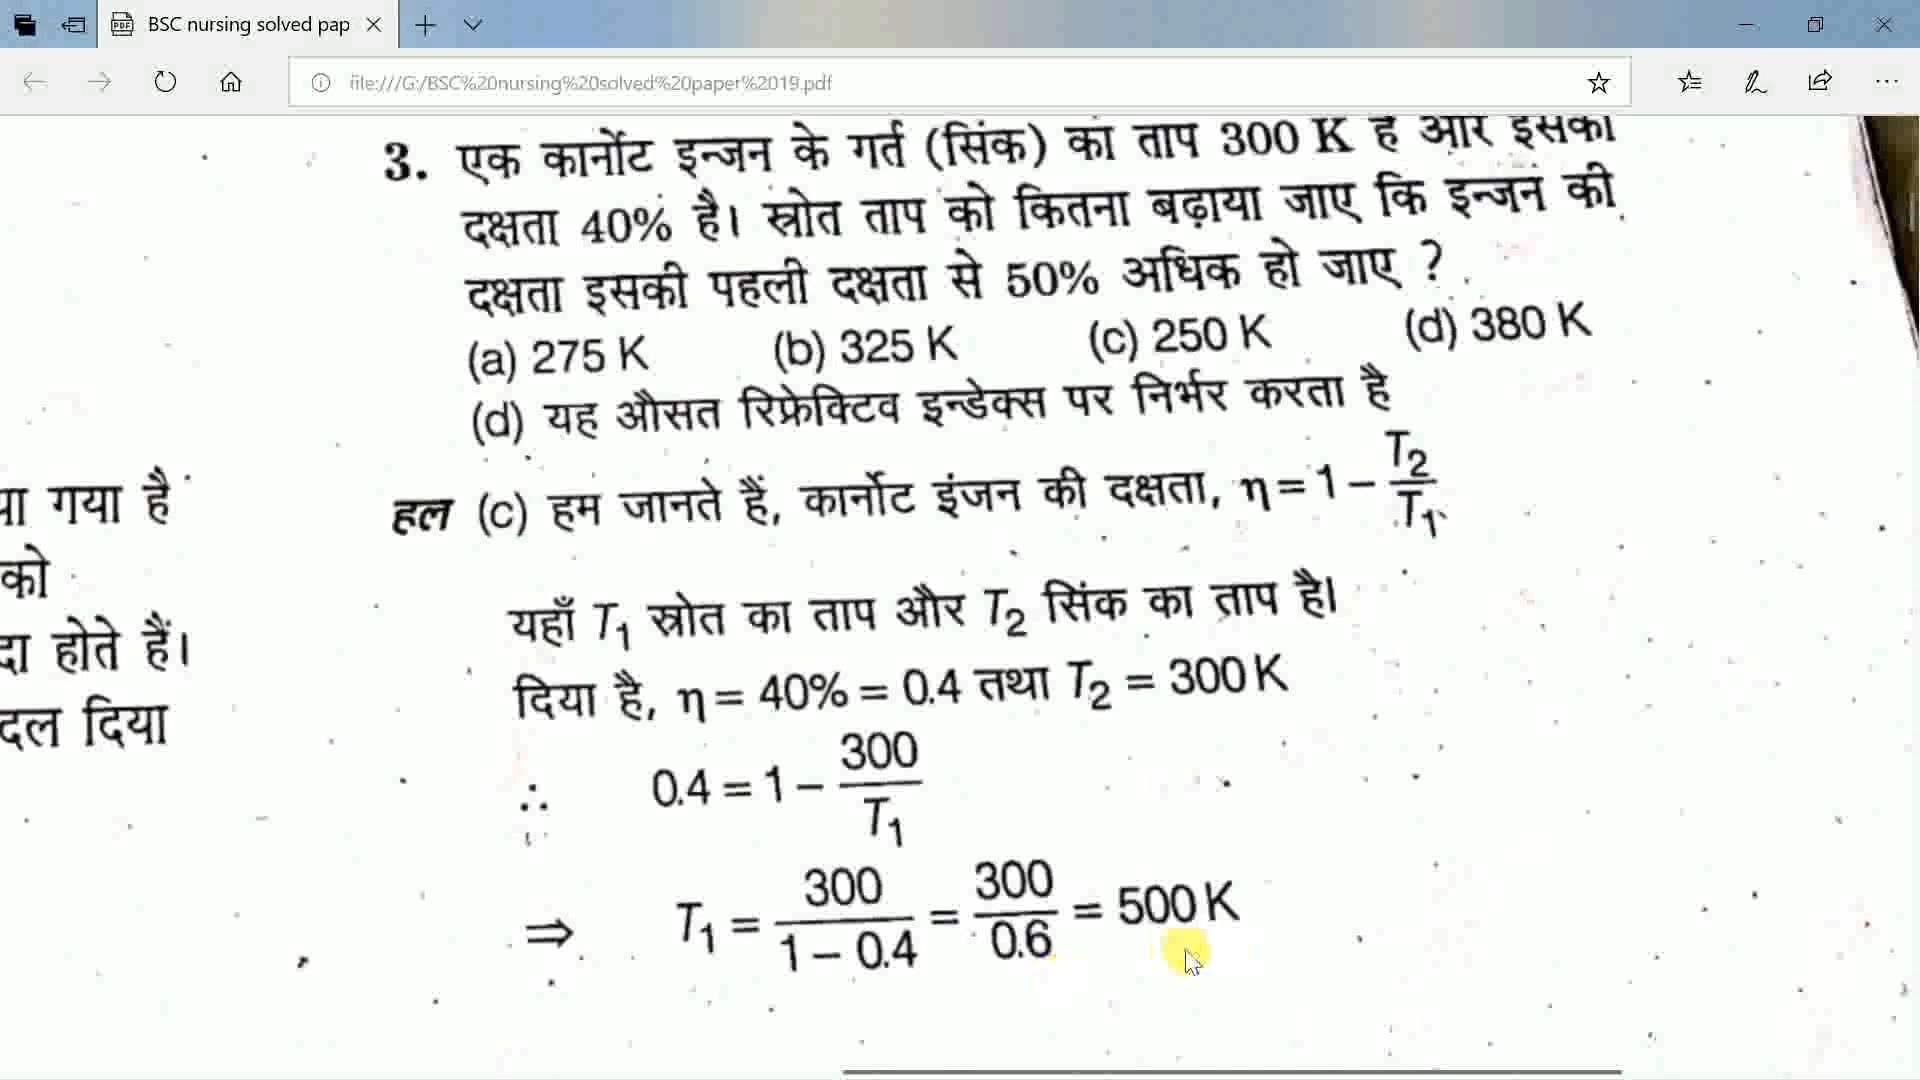 BSC nursing solved pap
file:///G:/BSC%20nursing%20solved%20paper%2019.pdf
3. एक कार्नोट इन्जन के गर्त (सिंक) का ताप 300 K है और इसकी
दक्षता 40% है। स्रोत ताप को कितना बढ़ाया जाए कि इन्जन की
दक्षता इसकी पहली दक्षता से 50% अधिक हो जाए ?
(a) 275 K (b) 325 K (c) 250 K (d) 380 K
(d) यह औसत रिफ्रेक्टिव इन्डेक्स पर निर्भर करता है
हल (c) हम जानते हैं, कार्नोट इंजन की दक्षता, η = 1 – T₂/T₁
यहाँ T₁ स्रोत का ताप और T₂ सिंक का ताप है।
दिया है, η = 40% = 0.4 तथा T₂ = 300 K
∴ 0.4 = 1 – 300/T₁
⇒ T₁ = 300/(1 – 0.4) = 300/0.6 = 500 K
गया है
को
होते हैं।
दिया